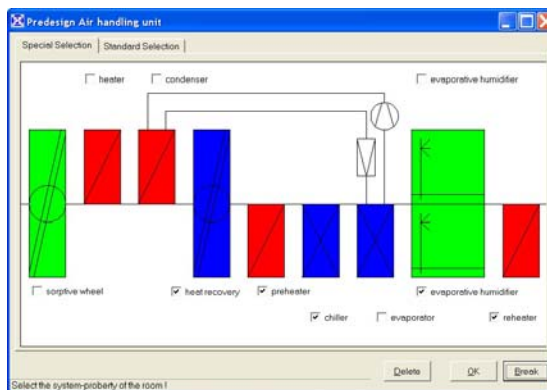 Predesign Air handling unit
Special Selection Standard Selection
heater condenser evaporative humidifier
sorptive wheel heat recovery preheater evaporative humidifier
chiller evaporator reheater
Delete OK Break
Select the system-proberty of the room !